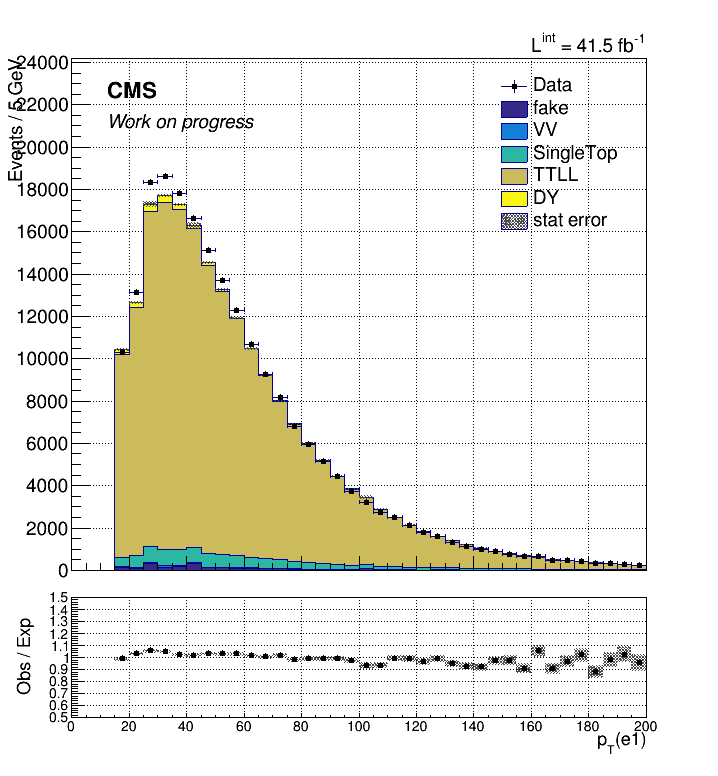 L^int = 41.5 fb^-1
Events / 5 GeV
24000
22000
20000
18000
16000
14000
12000
10000
8000
6000
4000
2000
0
CMS
Work on progress
Data
fake
VV
SingleTop
TTLL
DY
stat error
Obs / Exp
1.5
1.4
1.3
1.2
1.1
1
0.9
0.8
0.7
0.6
0.5
0 20 40 60 80 100 120 140 160 180 200
p_T(e1)